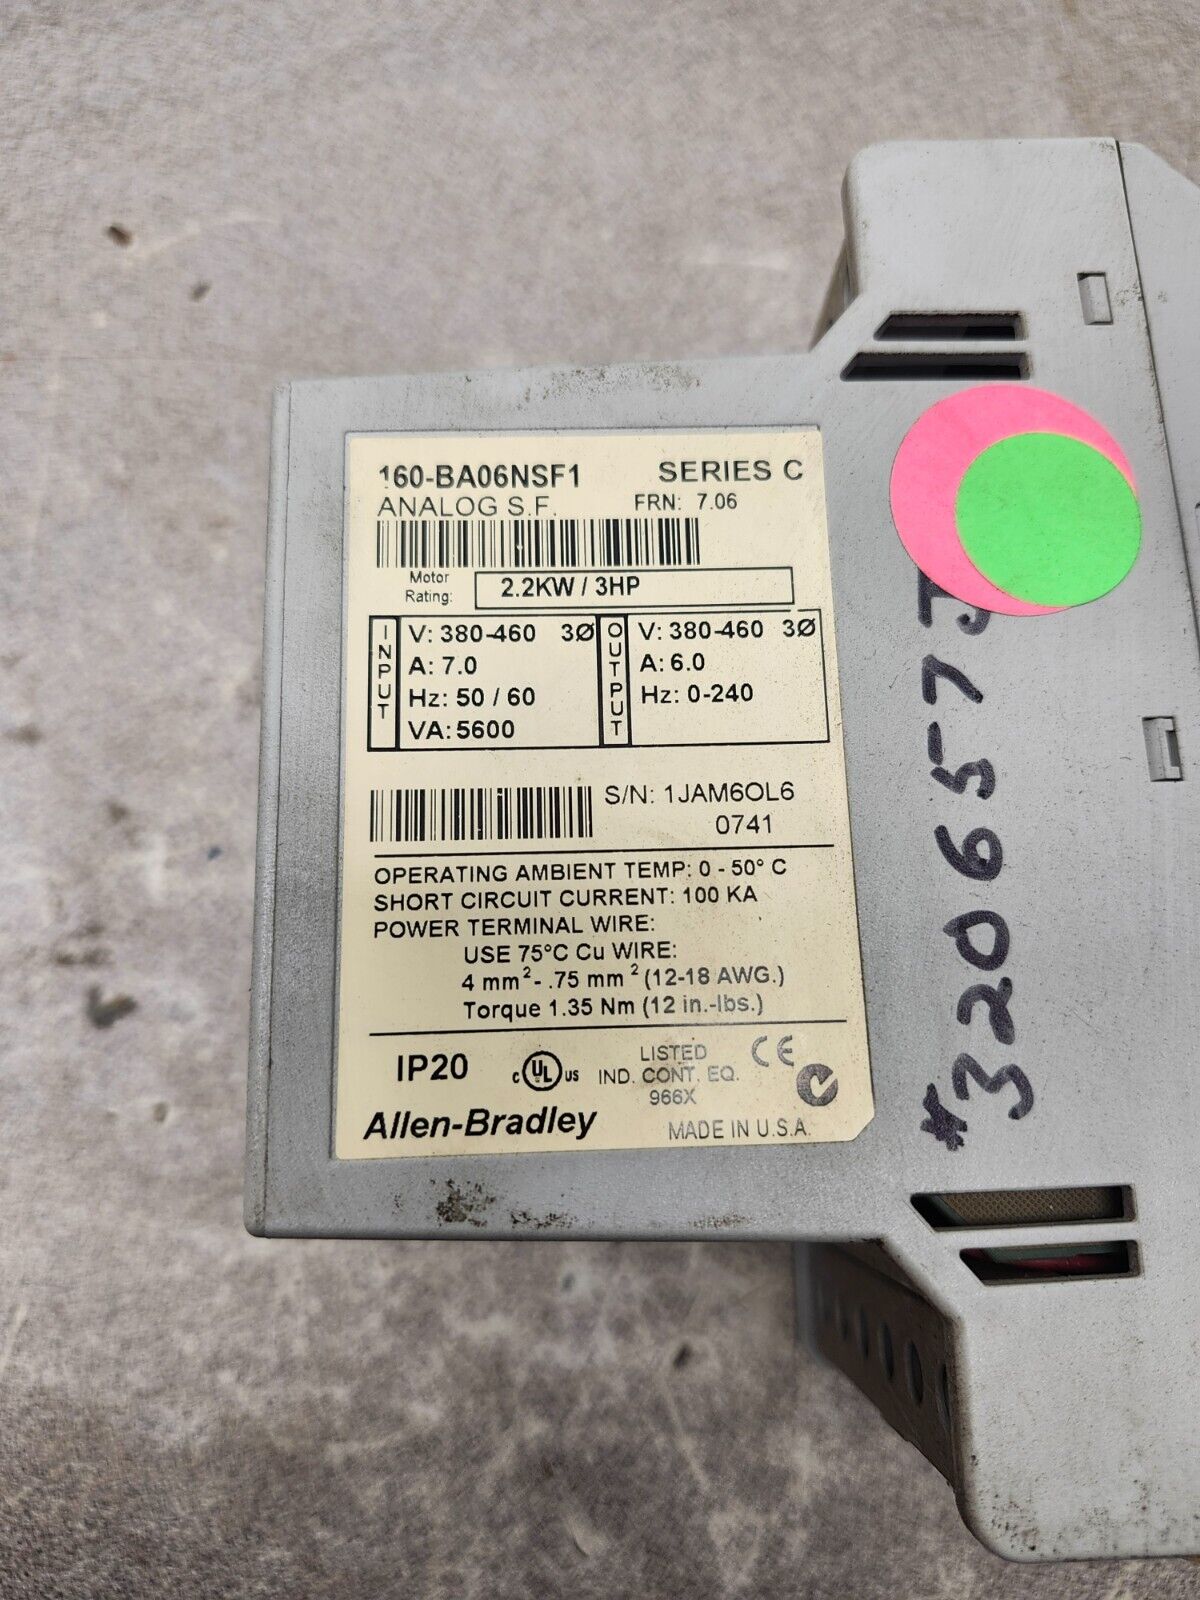 160-BA06NSF1 SERIES C
ANALOG S.F. FRN: 7.06
Motor
Rating: 2.2KW / 3HP
INPUT
V: 380-460 3Ø
A: 7.0
Hz: 50 / 60
VA: 5600
OUTPUT
V: 380-460 3Ø
A: 6.0
Hz: 0-240
S/N: 1JAM6OL6
0741
OPERATING AMBIENT TEMP: 0 - 50° C
SHORT CIRCUIT CURRENT: 100 KA
POWER TERMINAL WIRE:
USE 75°C Cu WIRE:
4 mm² - .75 mm² (12-18 AWG.)
Torque 1.35 Nm (12 in.-lbs.)
IP20
c UL us
LISTED
IND. CONT. EQ.
966X
CE
Allen-Bradley
MADE IN U.S.A.